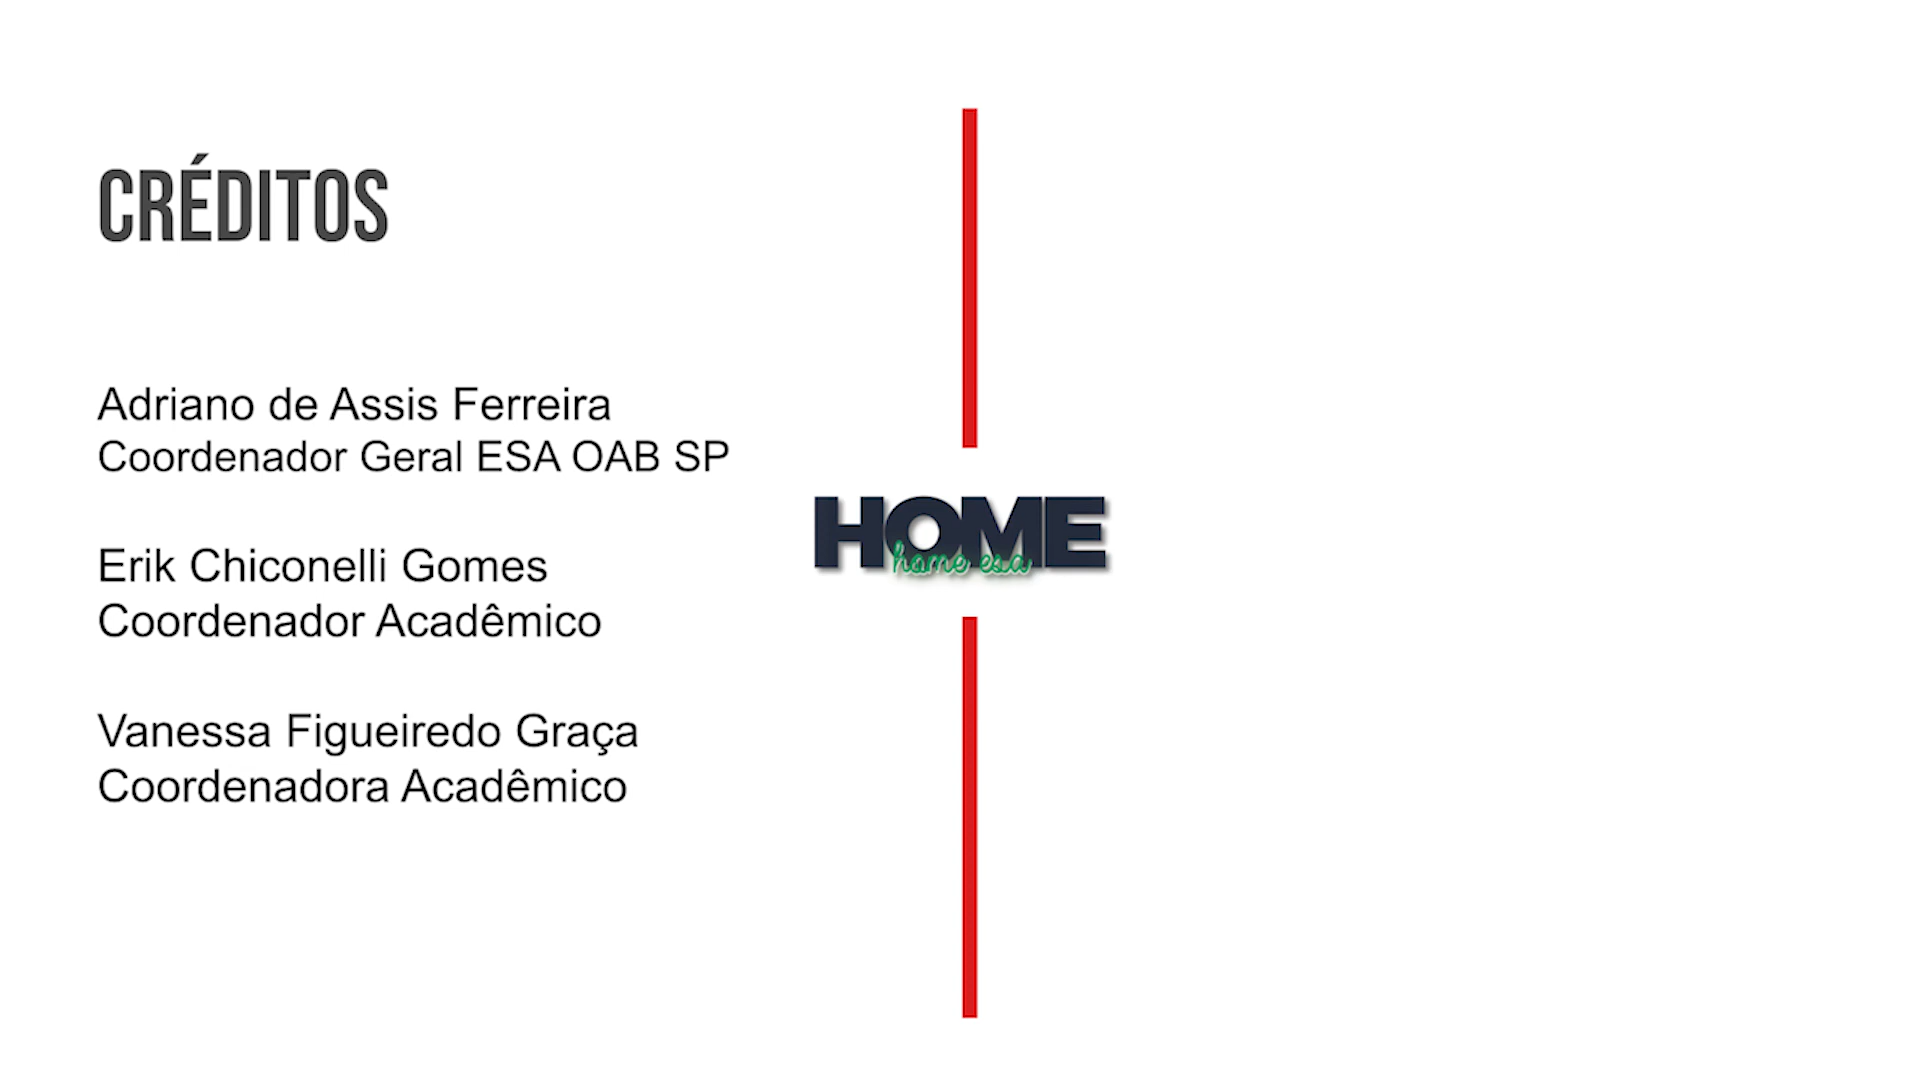 CRÉDITOS
Adriano de Assis Ferreira
Coordenador Geral ESA OAB SP
Erik Chiconelli Gomes
Coordenador Acadêmico
Vanessa Figueiredo Graça
Coordenadora Acadêmico
HOME
home esa